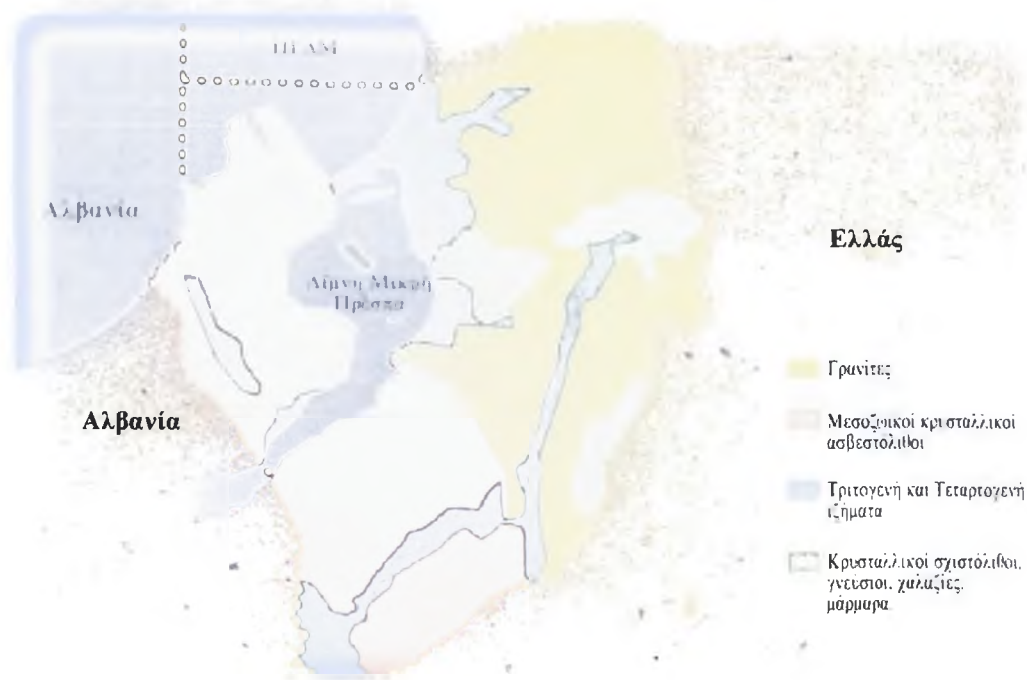 ΠΓΔΜ
Αλβανία
Ελλάς
Λίμνη Μικρή
Πρέσπα
Γρανίτες
Αλβανία
Μεσοζωικοί κρισταλλικοί
ασβεστόλιθοι
Τριτογενή και Τεταρτογενή
ιζήματα
Κρυσταλλικοί σχιστόλιθοι,
γνεύσιοι, χαλαζίες,
μάρμαρα